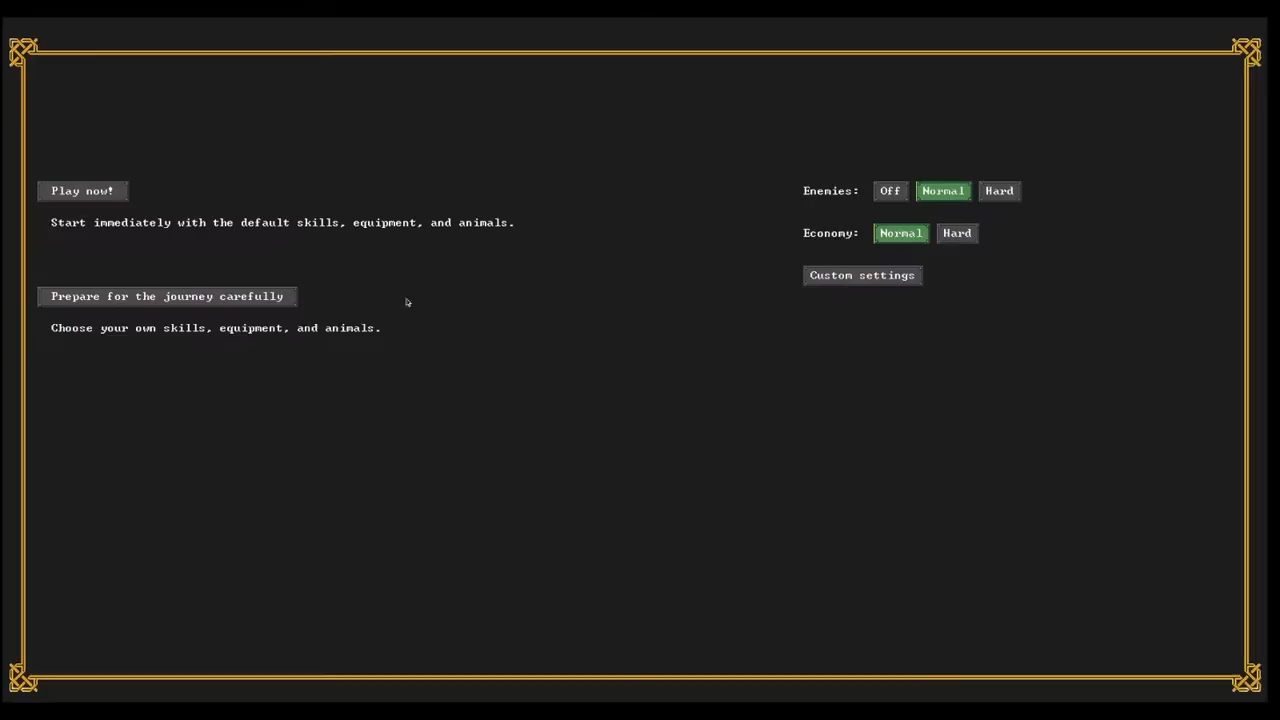 Play now!
Start immediately with the default skills, equipment, and animals.
Prepare for the journey carefully
Choose your own skills, equipment, and animals.
Enemies: Off Normal Hard
Economy: Normal Hard
Custom settings